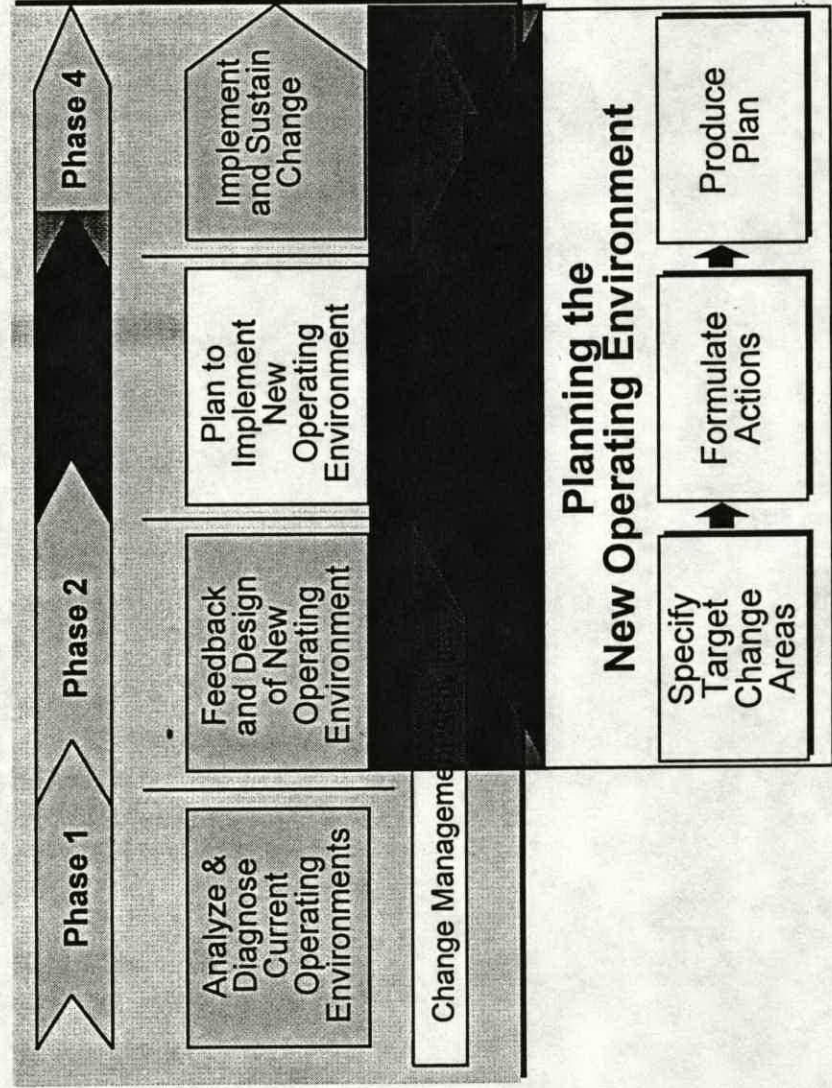 Phase 1
Phase 2
Phase 4
Analyze &
Diagnose
Current
Operating
Environments
Feedback
and Design
of New
Operating
Environment
Plan to
Implement
New
Operating
Environment
Implement
and Sustain
Change
Change Management
Planning the
New Operating Environment
Specify
Target
Change
Areas
Formulate
Actions
Produce
Plan